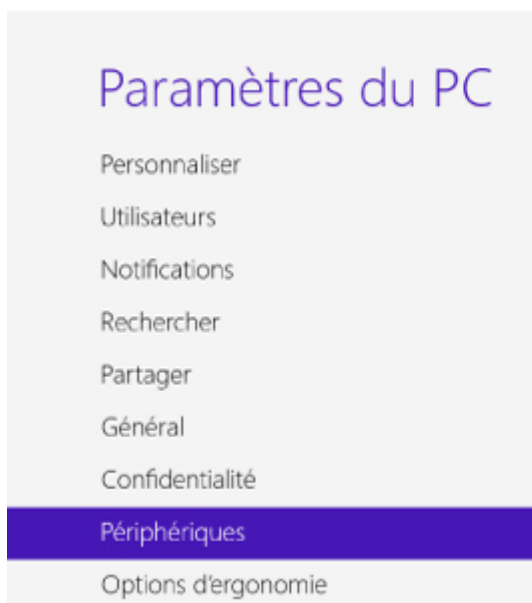 Paramètres du PC
Personnaliser
Utilisateurs
Notifications
Rechercher
Partager
Général
Confidentialité
Périphériques
Options d'ergonomie